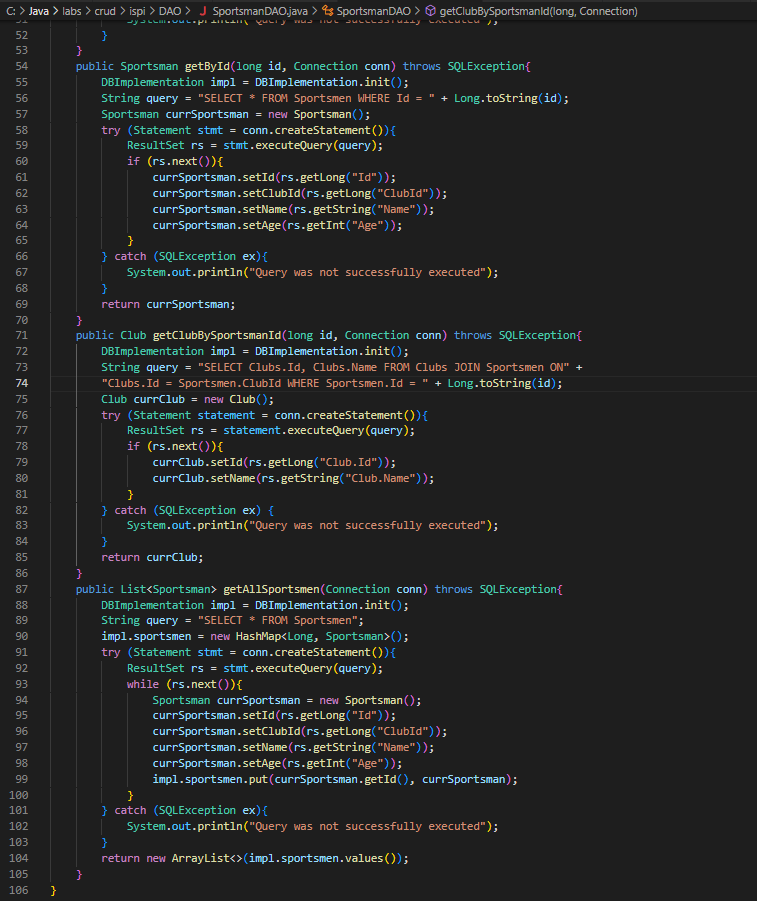 C: > Java > labs > crud > ispi > DAO > J SportsmanDAO.java > SportsmanDAO > getClubBySportsmanId(long, Connection)
51 System.out.println("Query was not successfully executed");
52 }
53 }
54 public Sportsman getById(long id, Connection conn) throws SQLException{
55 DBImplementation impl = DBImplementation.init();
56 String query = "SELECT * FROM Sportsmen WHERE Id = " + Long.toString(id);
57 Sportsman currSportsman = new Sportsman();
58 try (Statement stmt = conn.createStatement()){
59 ResultSet rs = stmt.executeQuery(query);
60 if (rs.next()){
61 currSportsman.setId(rs.getLong("Id"));
62 currSportsman.setClubId(rs.getLong("ClubId"));
63 currSportsman.setName(rs.getString("Name"));
64 currSportsman.setAge(rs.getInt("Age"));
65 }
66 } catch (SQLException ex){
67 System.out.println("Query was not successfully executed");
68 }
69 return currSportsman;
70 }
71 public Club getClubBySportsmanId(long id, Connection conn) throws SQLException{
72 DBImplementation impl = DBImplementation.init();
73 String query = "SELECT Clubs.Id, Clubs.Name FROM Clubs JOIN Sportsmen ON" +
74 "Clubs.Id = Sportsmen.ClubId WHERE Sportsmen.Id = " + Long.toString(id);
75 Club currClub = new Club();
76 try (Statement statement = conn.createStatement()){
77 ResultSet rs = statement.executeQuery(query);
78 if (rs.next()){
79 currClub.setId(rs.getLong("Club.Id"));
80 currClub.setName(rs.getString("Club.Name"));
81 }
82 } catch (SQLException ex) {
83 System.out.println("Query was not successfully executed");
84 }
85 return currClub;
86 }
87 public List<Sportsman> getAllSportsmen(Connection conn) throws SQLException{
88 DBImplementation impl = DBImplementation.init();
89 String query = "SELECT * FROM Sportsmen";
90 impl.sportsmen = new HashMap<Long, Sportsman>();
91 try (Statement stmt = conn.createStatement()){
92 ResultSet rs = stmt.executeQuery(query);
93 while (rs.next()){
94 Sportsman currSportsman = new Sportsman();
95 currSportsman.setId(rs.getLong("Id"));
96 currSportsman.setClubId(rs.getLong("ClubId"));
97 currSportsman.setName(rs.getString("Name"));
98 currSportsman.setAge(rs.getInt("Age"));
99 impl.sportsmen.put(currSportsman.getId(), currSportsman);
100 }
101 } catch (SQLException ex){
102 System.out.println("Query was not successfully executed");
103 }
104 return new ArrayList<>(impl.sportsmen.values());
105 }
106 }